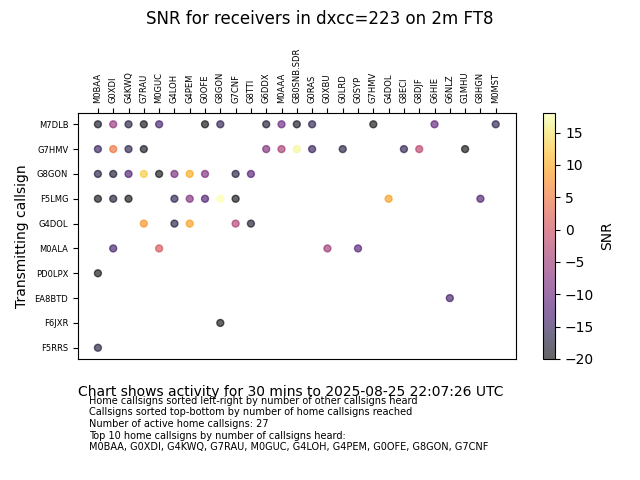 SNR for receivers in dxcc=223 on 2m FT8
M0BAA G0XDI G4KWQ G7RAU M0GUC G4LOH G4PEM G0OFE G8GON G7CNF G8TTI G6DDX M0AAA GB0SNB.SDR G0RAS G0XBU G0LRD G0SYP G7HMV G4DOL G8ECI G8DJF G6HIE G6NLZ G1MHU G8HGN M0MST
Transmitting callsign
M7DLB
G7HMV
G8GON
F5LMG
G4DOL
M0ALA
PD0LPX
EA8BTD
F6JXR
F5RRS
15
10
5
0
−5
−10
−15
−20
SNR
Chart shows activity for 30 mins to 2025-08-25 22:07:26 UTC
Home callsigns sorted left-right by number of other callsigns heard
Callsigns sorted top-bottom by number of home callsigns reached
Number of active home callsigns: 27
Top 10 home callsigns by number of callsigns heard:
M0BAA, G0XDI, G4KWQ, G7RAU, M0GUC, G4LOH, G4PEM, G0OFE, G8GON, G7CNF